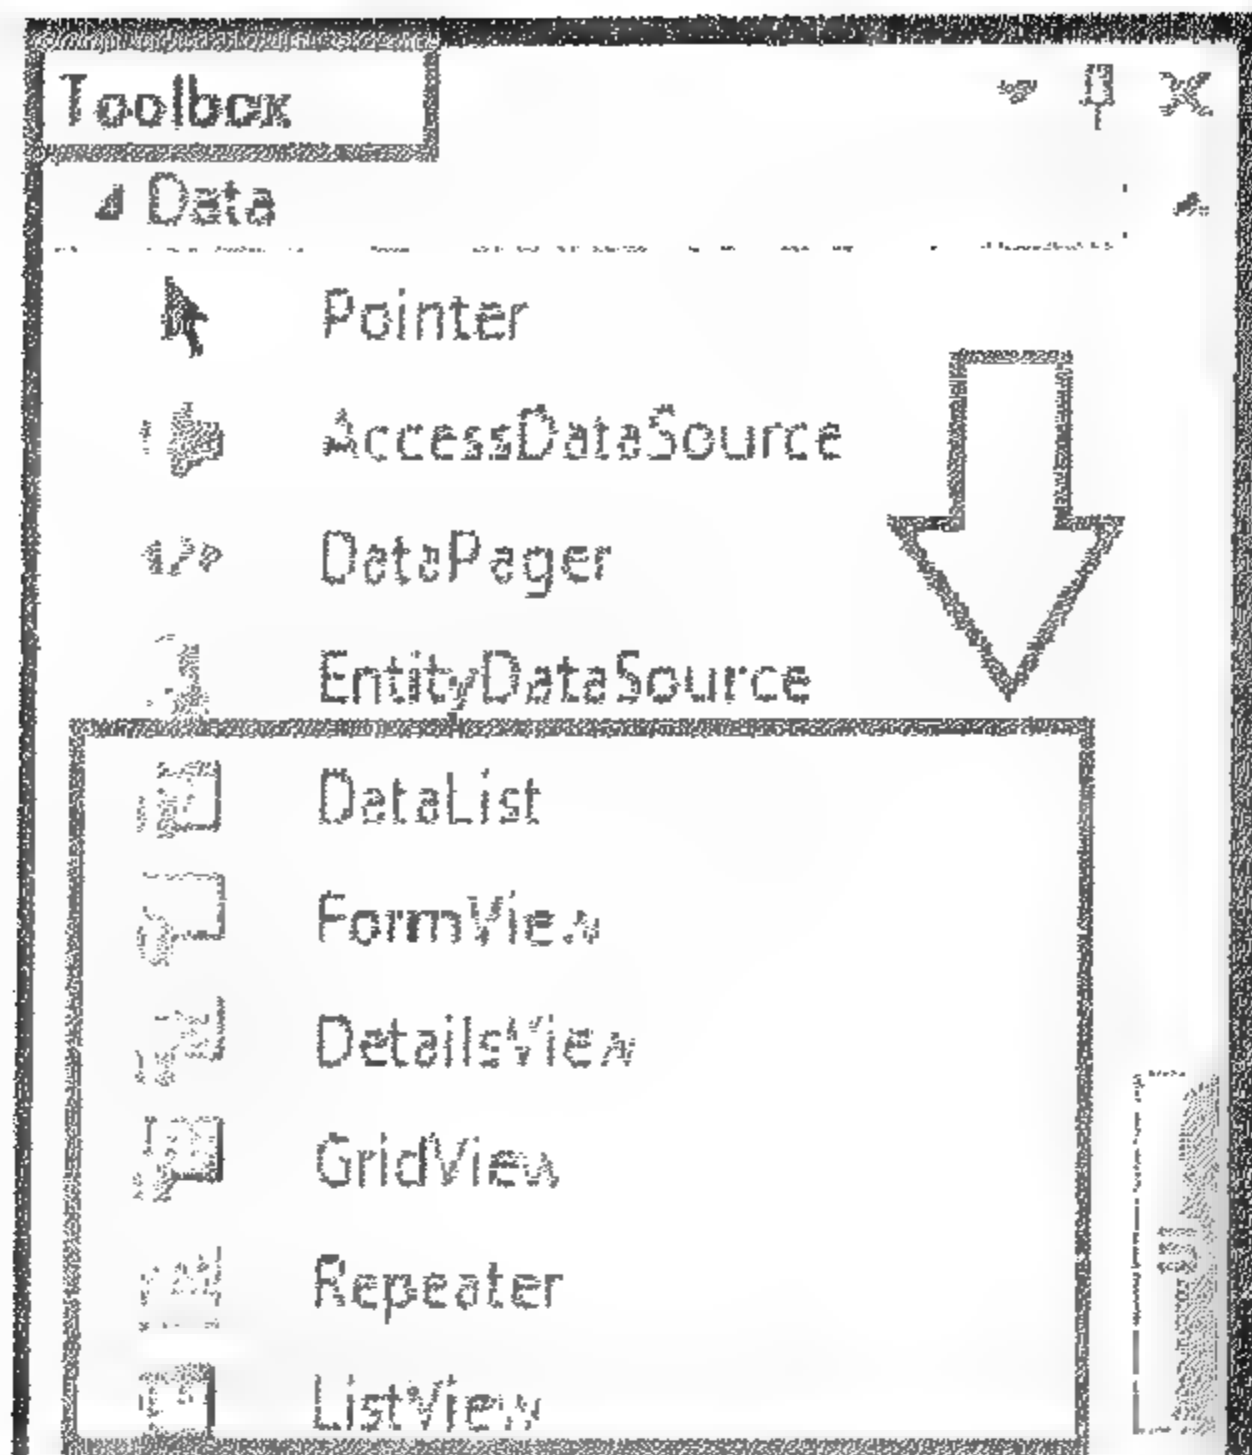 Toolbox
Data
Pointer
AccessDataSource
DataPager
EntityDataSource
DataList
FormView
DetailsView
GridView
Repeater
ListView